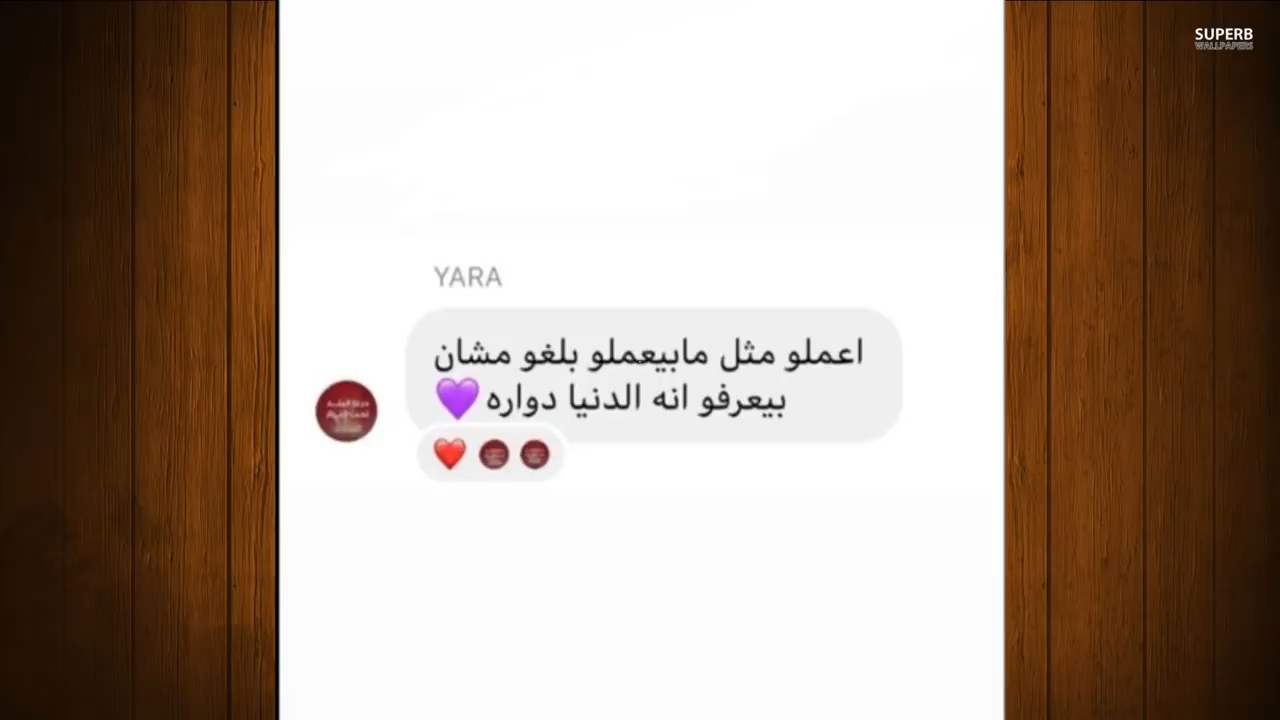 SUPERB
WALLPAPERS
YARA
اعملو مثل مابيعملو بلغو مشان
بيعرفو انه الدنيا دواره 💜
❤️